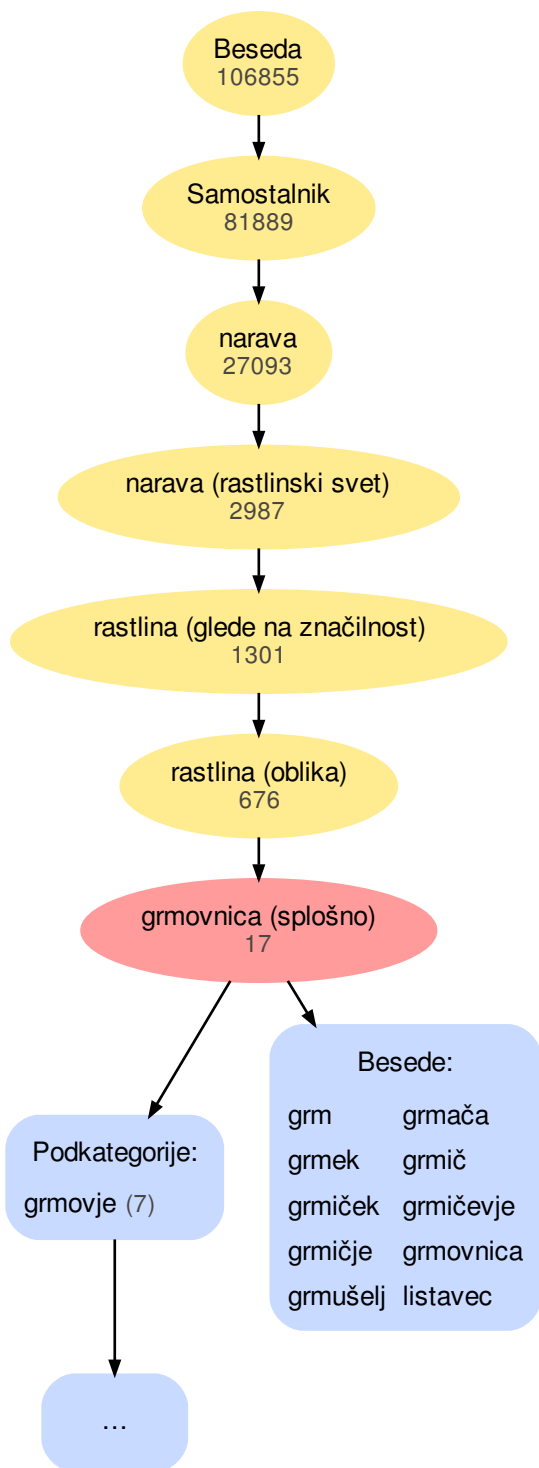 Beseda
106855
Samostalnik
81889
narava
27093
narava (rastlinski svet)
2987
rastlina (glede na značilnost)
1301
rastlina (oblika)
676
grmovnica (splošno)
17
Podkategorije:
grmovje (7)
...
Besede:
grm grmača
grmek grmič
grmiček grmičevje
grmičje grmovnica
grmušelj listavec